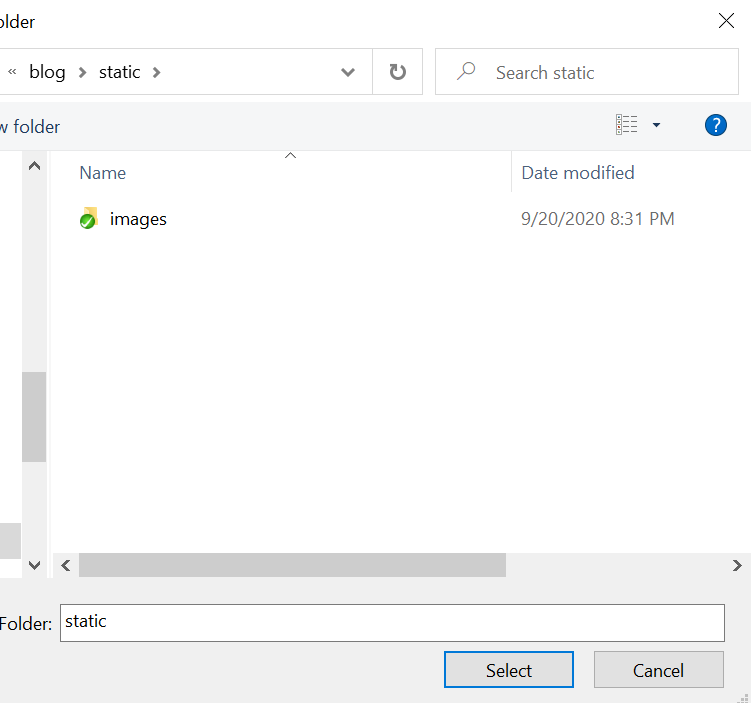 older
« blog > static >
Search static
w folder
?
Name
Date modified
images
9/20/2020 8:31 PM
Folder:
static
Select
Cancel